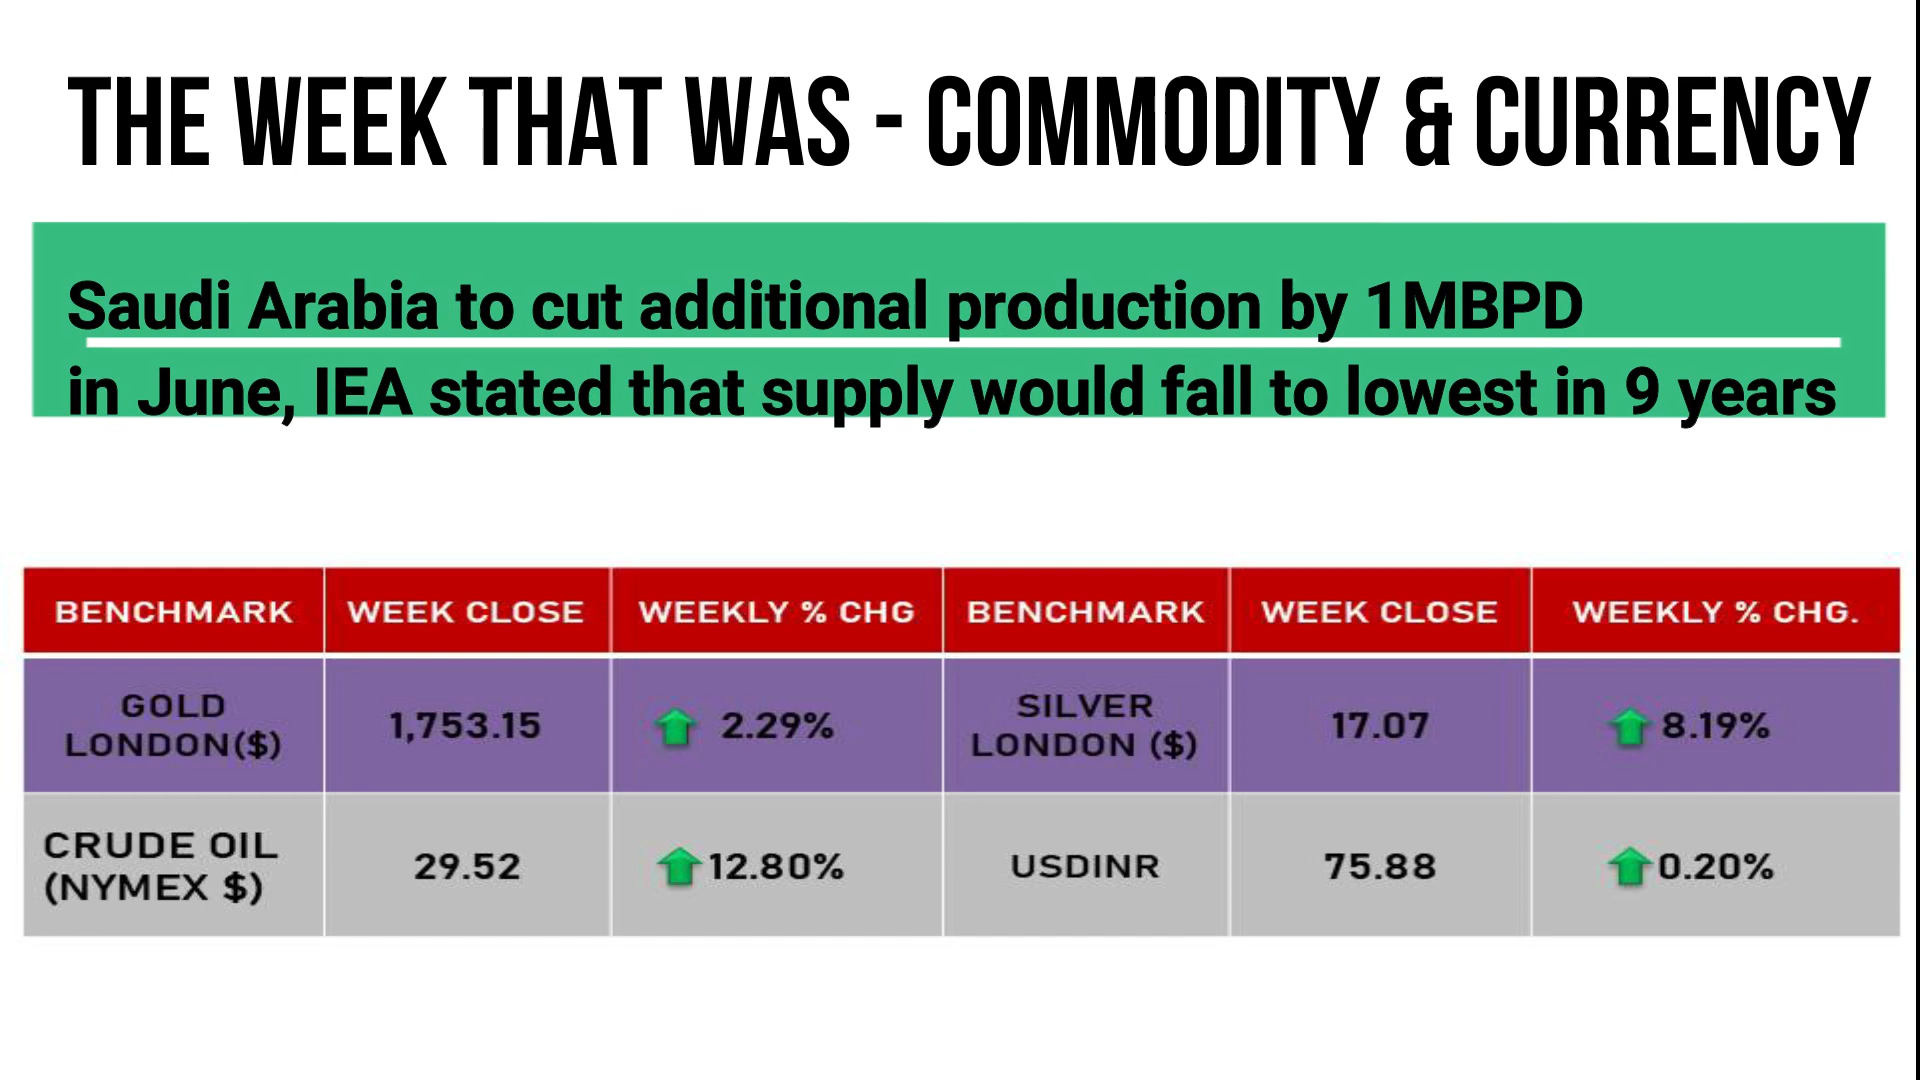 THE WEEK THAT WAS - COMMODITY & CURRENCY
Saudi Arabia to cut additional production by 1MBPD
in June, IEA stated that supply would fall to lowest in 9 years
BENCHMARK WEEK CLOSE WEEKLY % CHG BENCHMARK WEEK CLOSE WEEKLY % CHG.
GOLD
LONDON($) 1,753.15 2.29% SILVER
LONDON ($) 17.07 8.19%
CRUDE OIL
(NYMEX $) 29.52 12.80% USDINR 75.88 0.20%